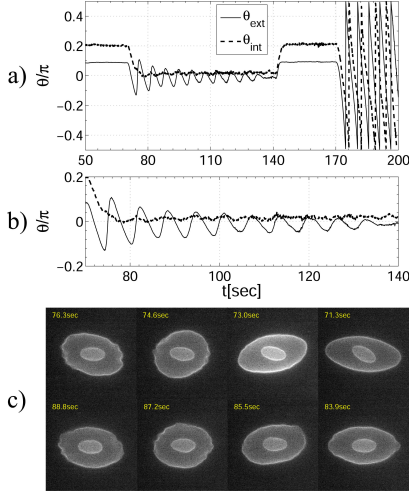 a)
θ/π
0.4
0.2
0
-0.2
-0.4
θext
θint
50 80 110 140 170 200
b)
θ/π
0.2
0
-0.2
80 100 120 140
t[sec]
c)
76.3sec 74.6sec 73.0sec 71.3sec
88.8sec 87.2sec 85.5sec 83.9sec